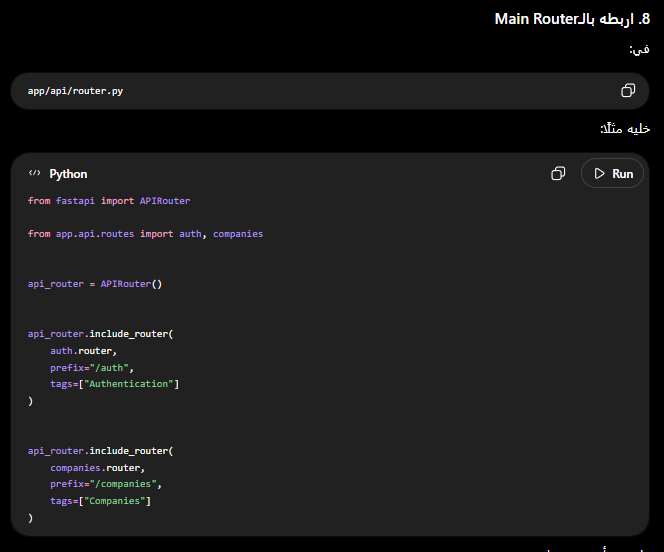 8. اربطه بالـMain Router
في:
app/api/router.py
خليه مثلًا:
Python
Run
from fastapi import APIRouter
from app.api.routes import auth, companies
api_router = APIRouter()
api_router.include_router(
    auth.router,
    prefix="/auth",
    tags=["Authentication"]
)
api_router.include_router(
    companies.router,
    prefix="/companies",
    tags=["Companies"]
)